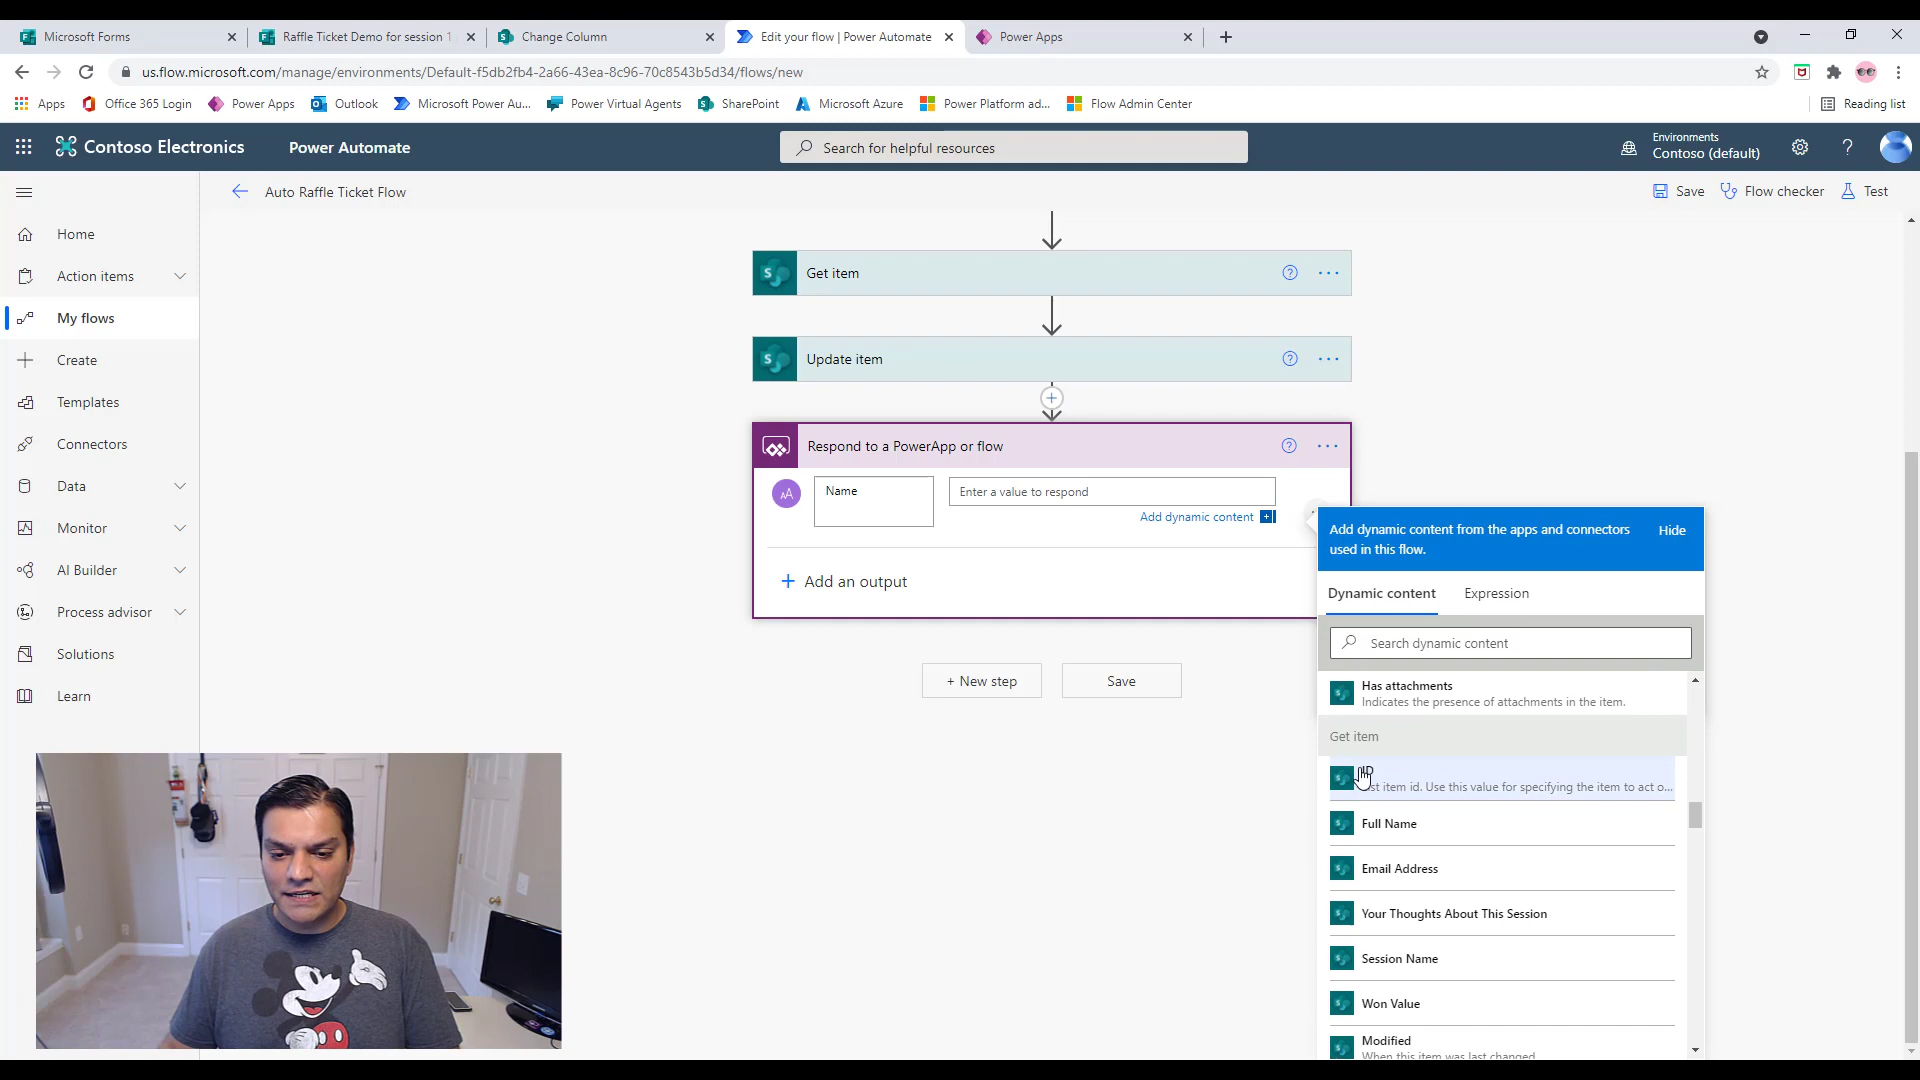 Microsoft Forms
Raffle Ticket Demo for session 1
Change Column
Edit your flow | Power Automate
Power Apps
us.flow.microsoft.com/manage/environments/Default-f5db2fb4-2a66-43ea-8c96-70c8543b5d34/flows/new
Apps
Office 365 Login
Power Apps
Outlook
Microsoft Power Au...
Power Virtual Agents
SharePoint
Microsoft Azure
Power Platform ad...
Flow Admin Center
Reading list
Contoso Electronics
Power Automate
Search for helpful resources
Environments
Contoso (default)
Auto Raffle Ticket Flow
Save
Flow checker
Test
Home
Action items
My flows
Create
Templates
Connectors
Data
Monitor
AI Builder
Process advisor
Solutions
Learn
Get item
Update item
Respond to a PowerApp or flow
Name
Enter a value to respond
Add dynamic content
Add an output
+ New step
Save
Add dynamic content from the apps and connectors
used in this flow.
Hide
Dynamic content
Expression
Search dynamic content
Has attachments
Indicates the presence of attachments in the item.
Get item
ID
item id. Use this value for specifying the item to act o...
Full Name
Email Address
Your Thoughts About This Session
Session Name
Won Value
Modified
When this item was last changed